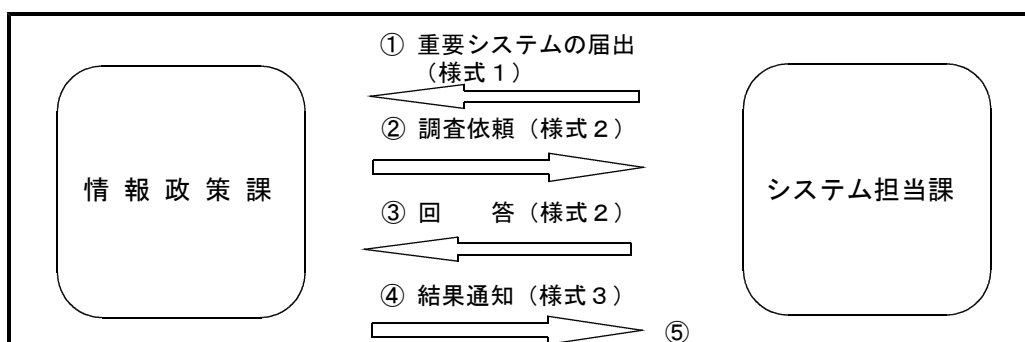 ① 重要システムの届出
（様式１）
② 調査依頼（様式２）
情報政策課
システム担当課
③ 回　　答（様式２）
④ 結果通知（様式３）
⑤